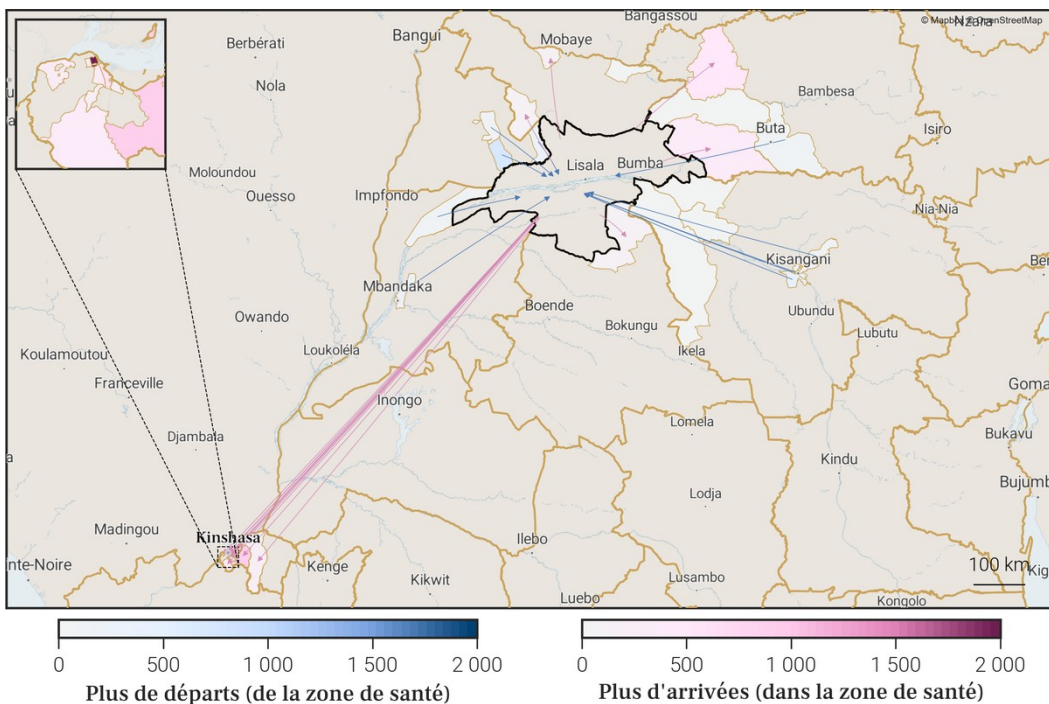 Bangassou
© Mapbox © OpenStreetMap
Nzara
Berbérati
Bangui
Mobaye
Nola
Bambesa
Isiro
Buta
Moloundou
Ouesso
Impfondo
Lisala
Bumba
Nia-Nia
Kisangani
Mbandaka
Boende
Ubundu
Owando
Bokungu
Lubutu
Koulamoutou
Loukoléla
Ikela
Franceville
Inongo
Goma
Lomela
Djambala
Bukavu
Kindu
Lodja
Bujumb
Madingou
Kinshasa
Ilebo
nte-Noire
Kenge
Kikwit
Lusambo
100 km
Luebo
Kongolo
Kig
0 500 1 000 1 500 2 000
Plus de départs (de la zone de santé)
0 500 1 000 1 500 2 000
Plus d'arrivées (dans la zone de santé)